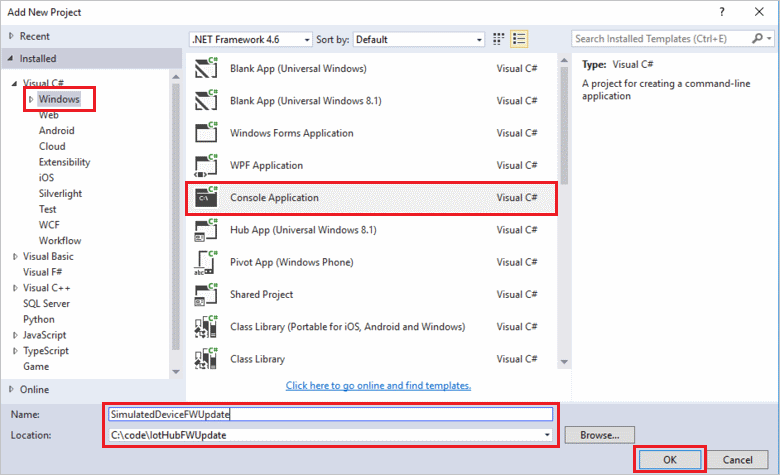 Add New Project
?
Recent
.NET Framework 4.6
Sort by:
Default
Search Installed Templates (Ctrl+E)
Installed
Visual C#
Windows
Web
Android
Cloud
Extensibility
iOS
Silverlight
Test
WCF
Workflow
Visual Basic
Visual F#
Visual C++
SQL Server
Python
JavaScript
TypeScript
Game
Online
Blank App (Universal Windows) Visual C#
Blank App (Universal Windows 8.1) Visual C#
Windows Forms Application Visual C#
WPF Application Visual C#
Console Application Visual C#
Hub App (Universal Windows 8.1) Visual C#
Pivot App (Windows Phone) Visual C#
Shared Project Visual C#
Class Library (Portable for iOS, Android and Windows) Visual C#
Class Library Visual C#
Click here to go online and find templates.
Type: Visual C#
A project for creating a command-line
application
Name: SimulatedDeviceFWUpdate
Location: C:\code\IotHubFWUpdate
Browse...
OK
Cancel